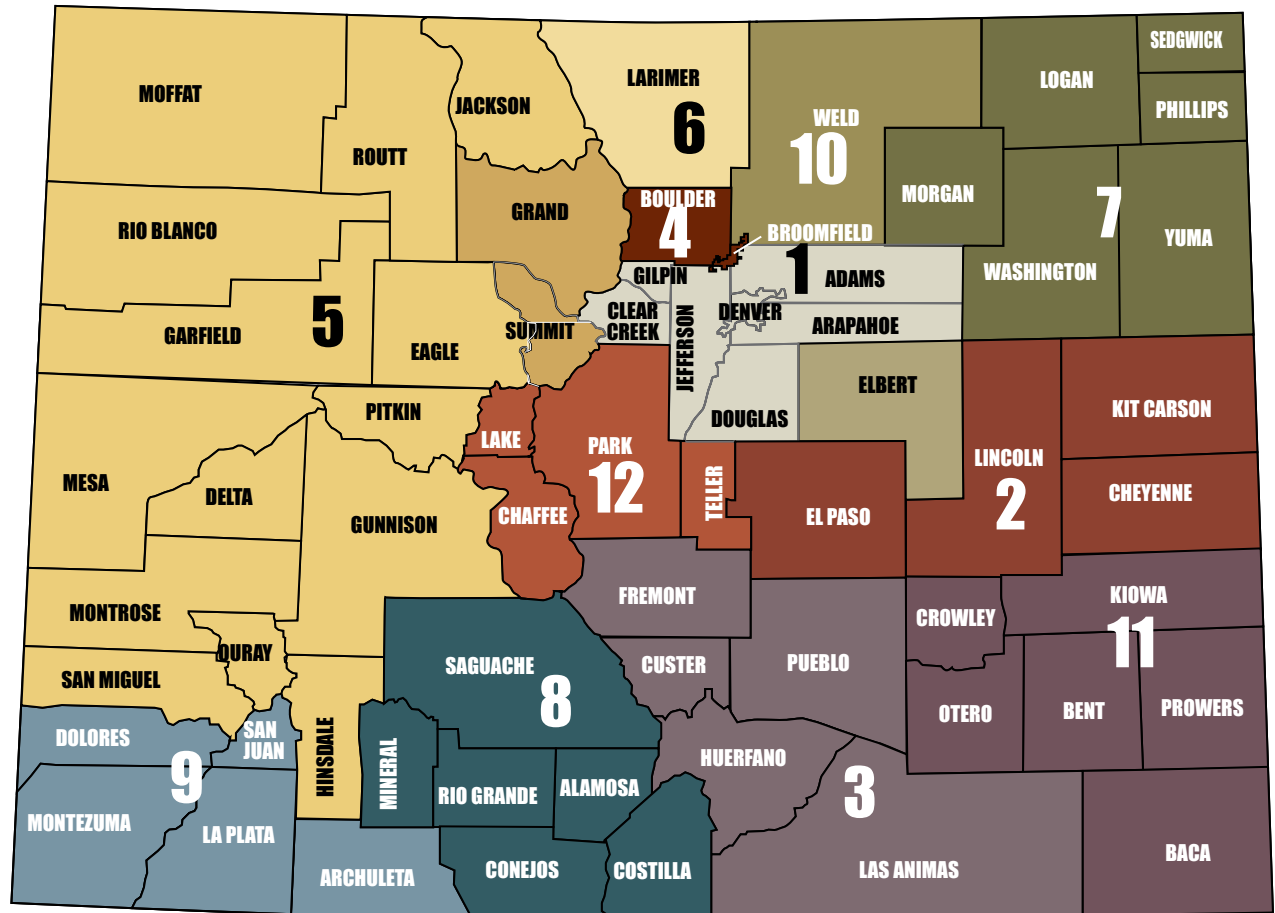 SEDGWICK
LOGAN
LARIMER
MOFFAT
JACKSON
PHILLIPS
WELD
6
10
ROUTT
MORGAN
BOULDER
7
GRAND
RIO BLANCO
4
BROOMFIELD
YUMA
WASHINGTON
GILPIN
1
ADAMS
CLEAR
CREEK
DENVER
5
SUMMIT
ARAPAHOE
GARFIELD
JEFFERSON
EAGLE
ELBERT
PITKIN
DOUGLAS
KIT CARSON
LAKE
PARK
LINCOLN
MESA
12
TELLER
2
CHEYENNE
DELTA
CHAFFEE
EL PASO
GUNNISON
FREMONT
KIOWA
MONTROSE
CROWLEY
11
OURAY
SAGUACHE
CUSTER
PUEBLO
SAN MIGUEL
8
PROWERS
OTERO
BENT
DOLORES
SAN
JUAN
HINSDALE
MINERAL
HUERFANO
9
ALAMOSA
3
RIO GRANDE
MONTEZUMA
LA PLATA
BACA
CONEJOS
COSTILLA
LAS ANIMAS
ARCHULETA